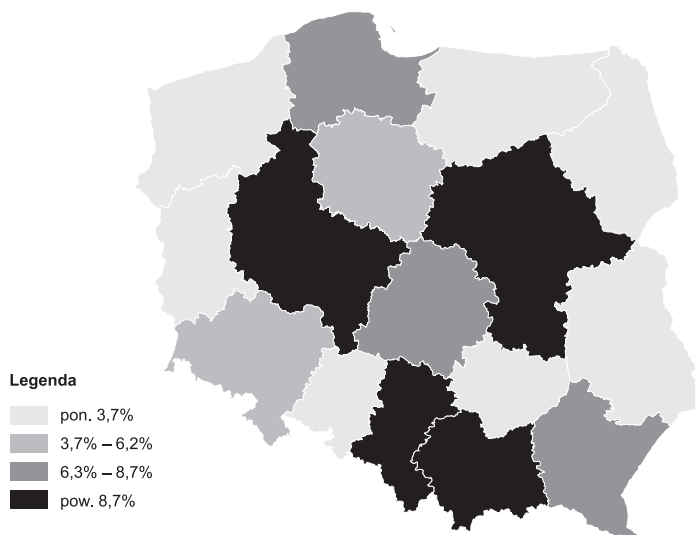 Legenda
pon. 3,7%
3,7% – 6,2%
6,3% – 8,7%
pow. 8,7%